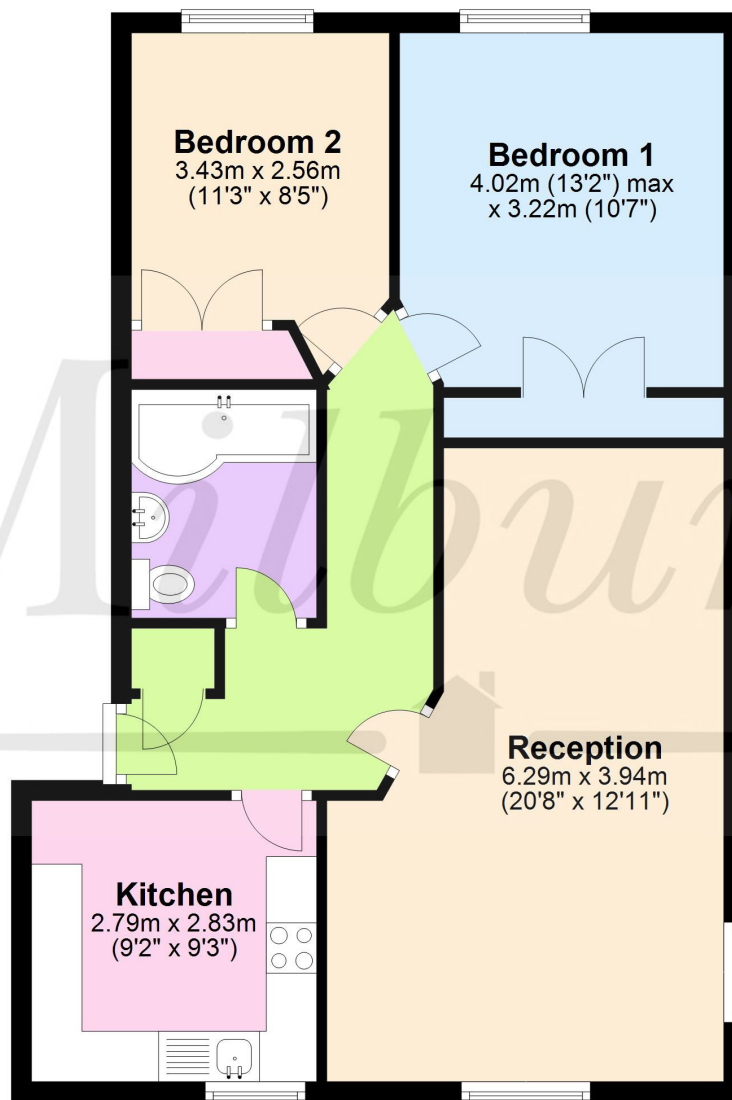 Bedroom 2
3.43m x 2.56m
(11'3" x 8'5")
Bedroom 1
4.02m (13'2") max
x 3.22m (10'7")
Reception
6.29m x 3.94m
(20'8" x 12'11")
Kitchen
2.79m x 2.83m
(9'2" x 9'3")